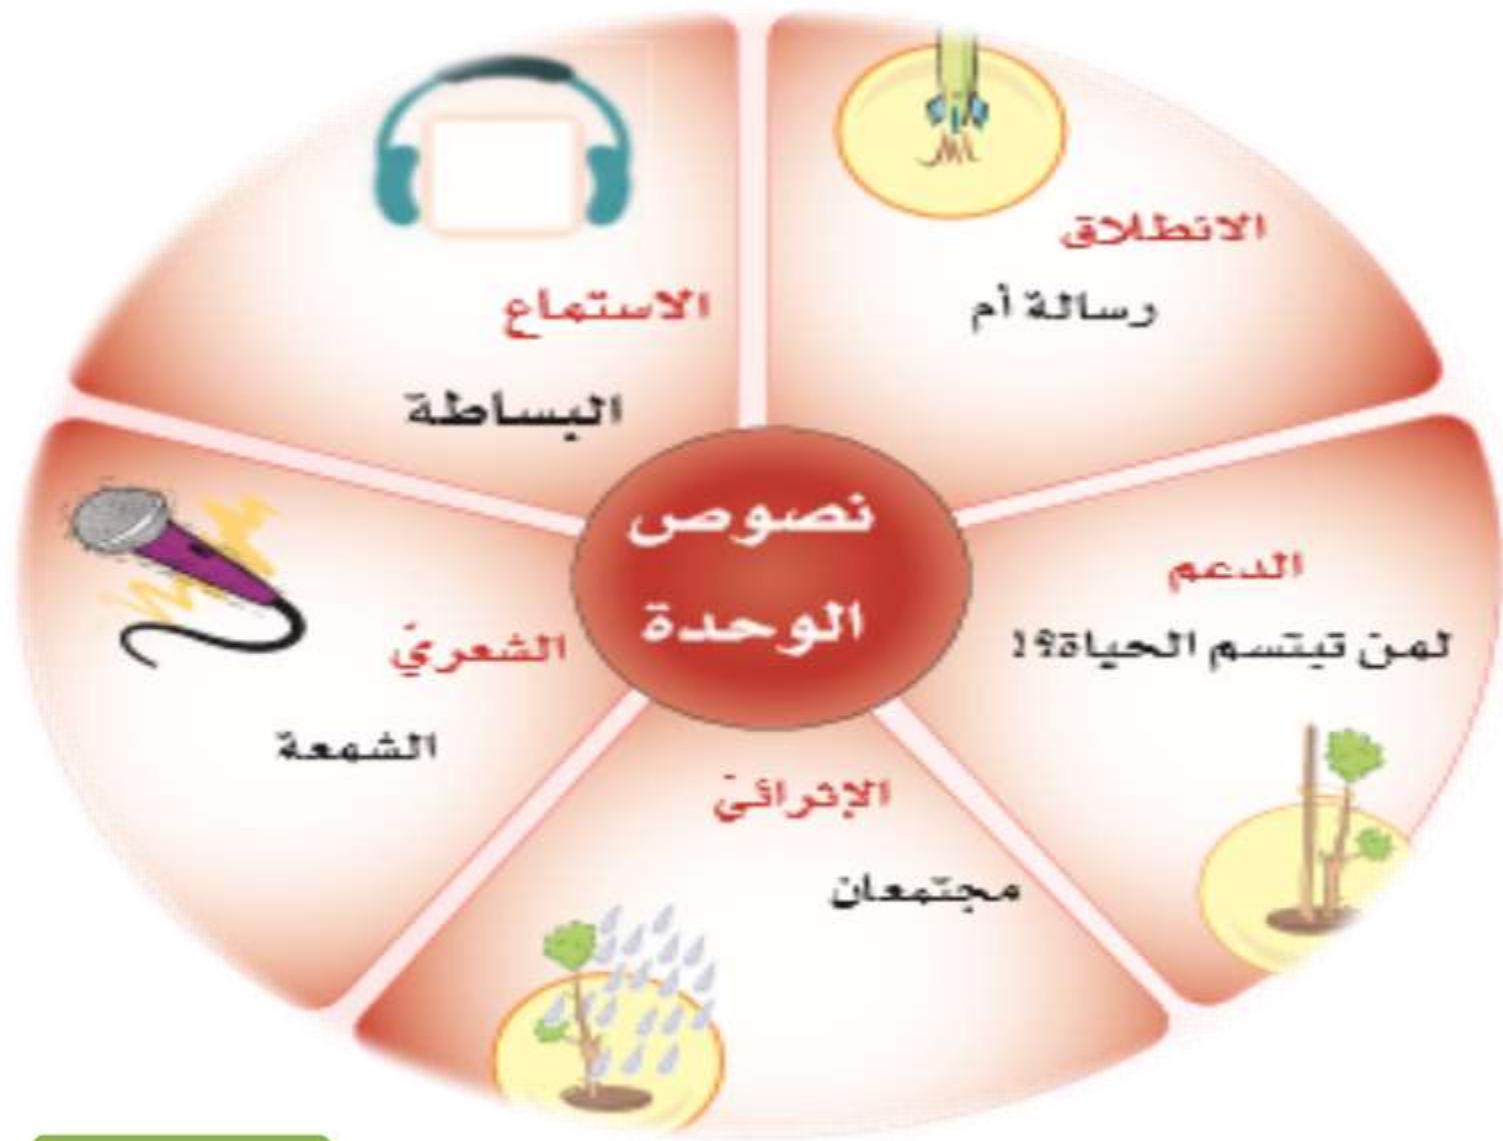 نصوص
الوحدة
الانطلاق
رسالة أم
الدعم
لمن تبتسم الحياة؟!
الإثرائي
مجتمعان
الشعريّ
الشمعة
الاستماع
البساطة